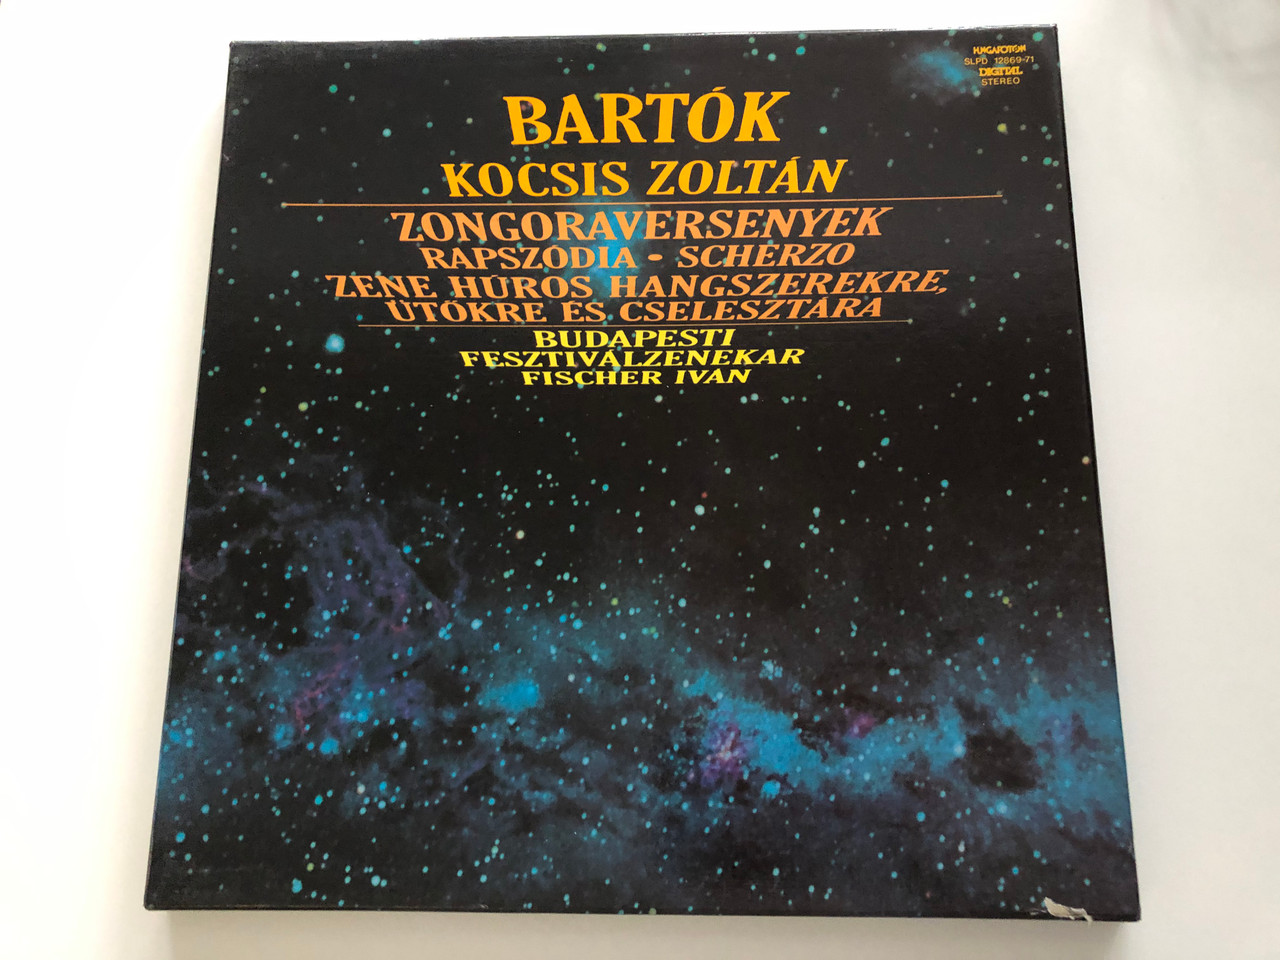 HUNGAROTON
SLPD 12869-71
DIGITAL
STEREO
BARTÓK
KOCSIS ZOLTÁN
ZONGORAVERSENYEK
RAPSZÓDIA • SCHERZO
ZENE HÚROS HANGSZEREKRE,
ÜTŐKRE ÉS CSELESZTÁRA
BUDAPESTI
FESZTIVÁLZENEKAR
FISCHER IVÁN